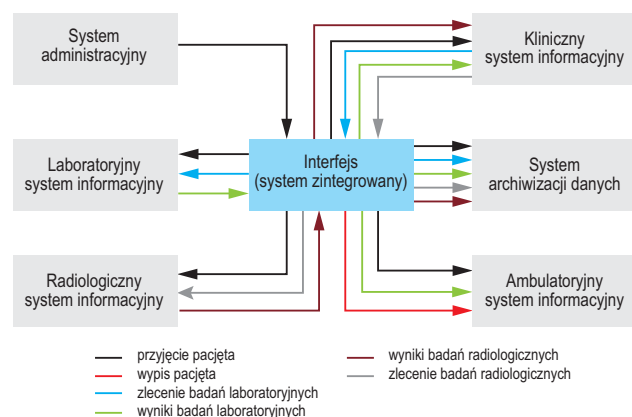 System
administracyjny
Kliniczny
system informacyjny
Laboratoryjny
system informacyjny
Interfejs
(system zintegrowany)
System
archiwizacji danych
Radiologiczny
system informacyjny
Ambulatoryjny
system informacyjny
przyjęcie pacjęta
wypis pacjęta
zlecenie badań laboratoryjnych
wyniki badań laboratoryjnych
wyniki badań radiologicznych
zlecenie badań radiologicznych